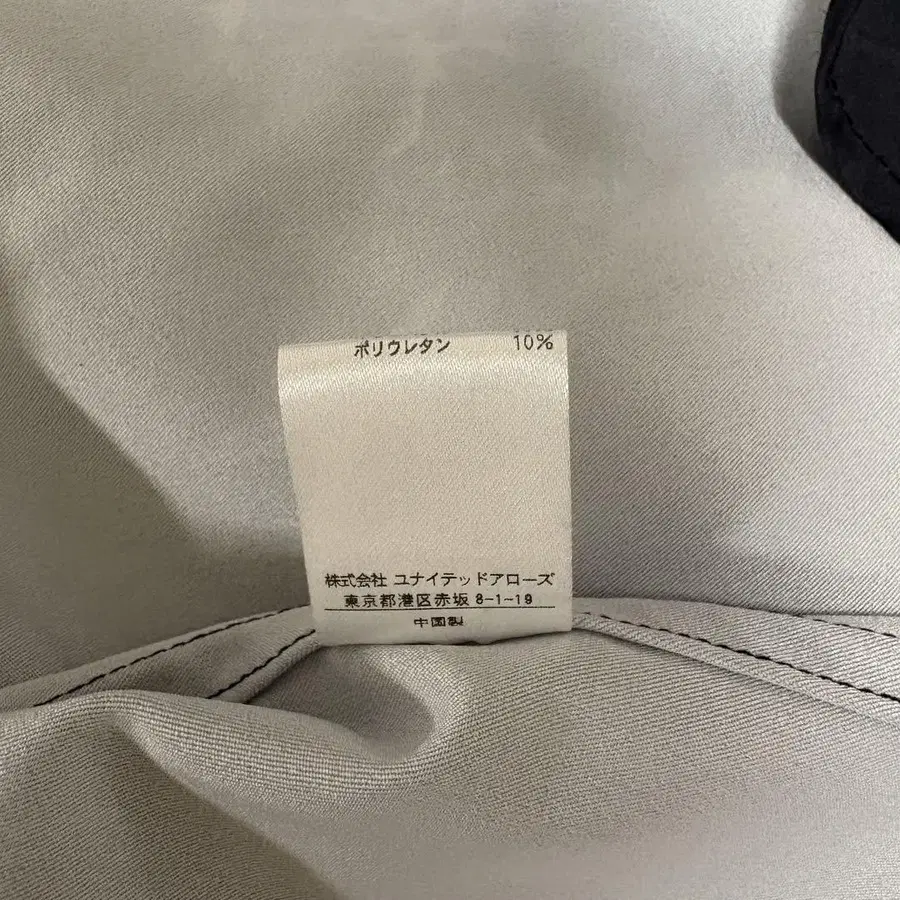 ポリウレタン 10%
株式会社 ユナイテッドアローズ
東京都港区赤坂 8-1-19
中国製